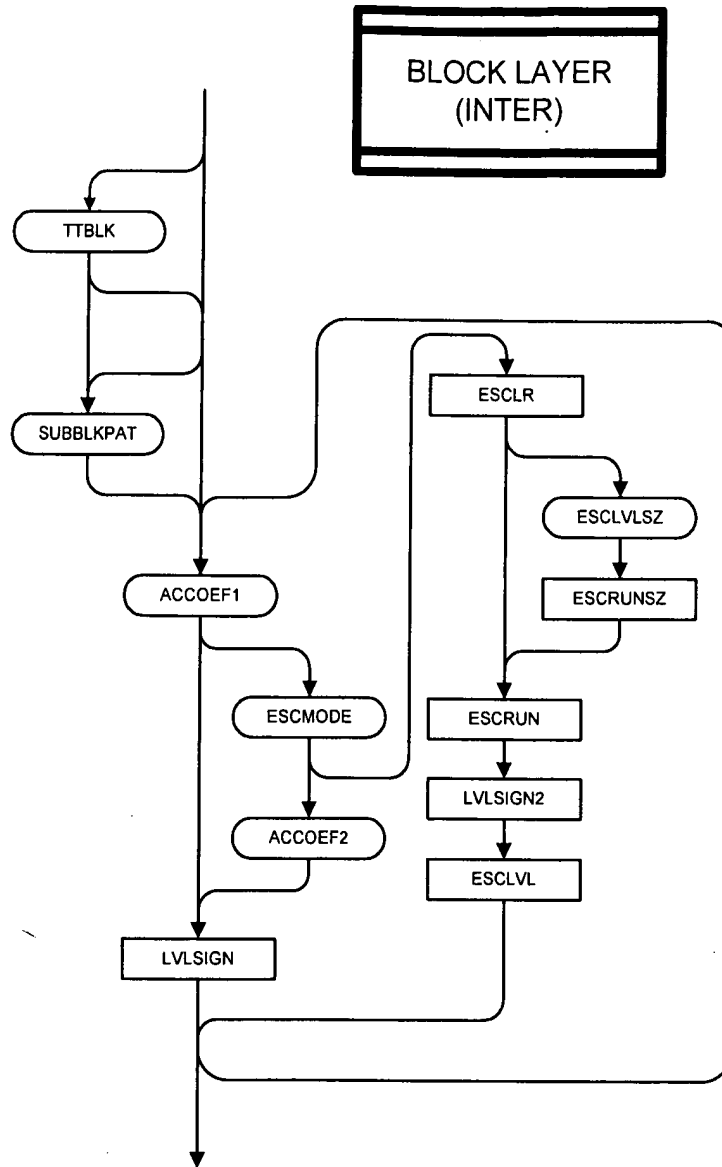 BLOCK LAYER
(INTER)
TTBLK
SUBBLKPAT
ESCLR
ESCLVLSZ
ESCRUNSZ
ACCOEF1
ESCMODE
ESCRUN
LVLSIGN2
ACCOEF2
ESCLVL
LVLSIGN